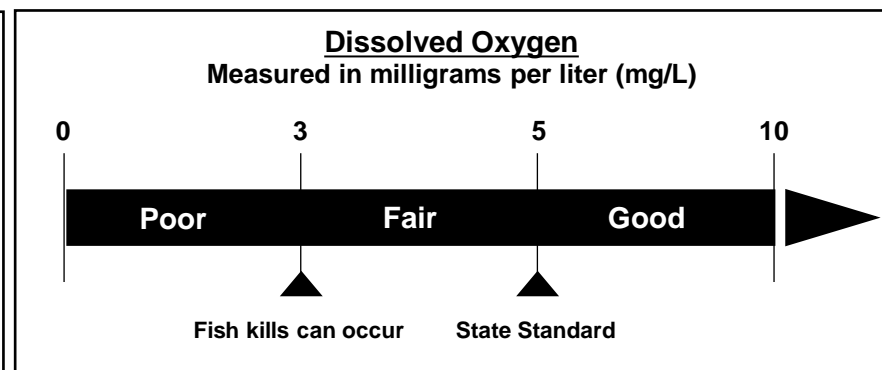 Dissolved Oxygen
Measured in milligrams per liter (mg/L)
0 3 5 10
Poor Fair Good
Fish kills can occur State Standard